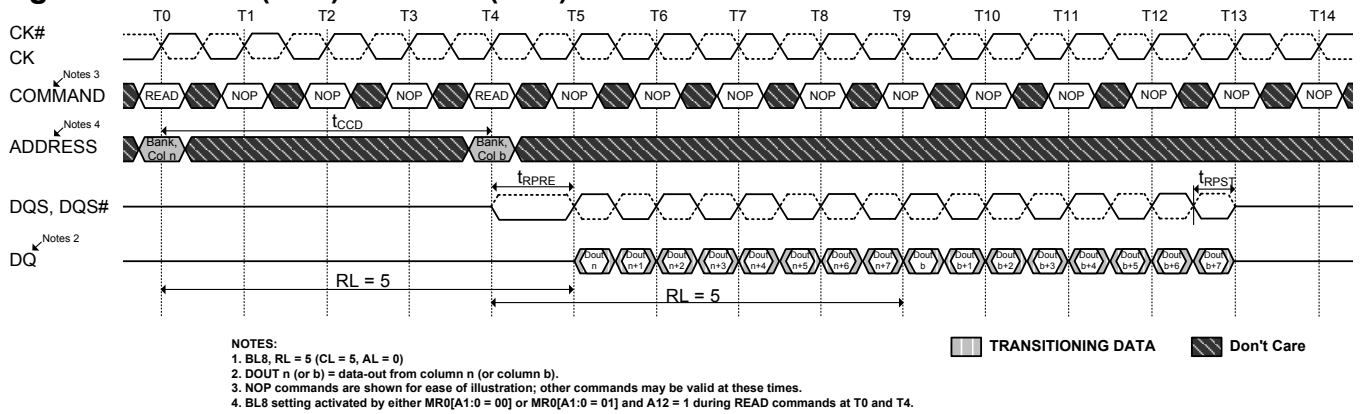 T0 T1 T2 T3 T4 T5 T6 T7 T8 T9 T10 T11 T12 T13 T14
CK#
CK
Notes 3
COMMAND READ NOP NOP NOP READ NOP NOP NOP NOP NOP NOP NOP NOP NOP NOP
tCCD
Notes 4
ADDRESS Bank, Col n Bank, Col b
tRPRE tRPST
DQS, DQS#
Notes 2
DQ Dout n Dout n+1 Dout n+2 Dout n+3 Dout n+4 Dout n+5 Dout n+6 Dout n+7 Dout b Dout b+1 Dout b+2 Dout b+3 Dout b+4 Dout b+5 Dout b+6 Dout b+7
RL = 5 RL = 5
NOTES:
1. BL8, RL = 5 (CL = 5, AL = 0)
2. DOUT n (or b) = data-out from column n (or column b).
3. NOP commands are shown for ease of illustration; other commands may be valid at these times.
4. BL8 setting activated by either MR0[A1:0 = 00] or MR0[A1:0 = 01] and A12 = 1 during READ commands at T0 and T4.
TRANSITIONING DATA Don't Care